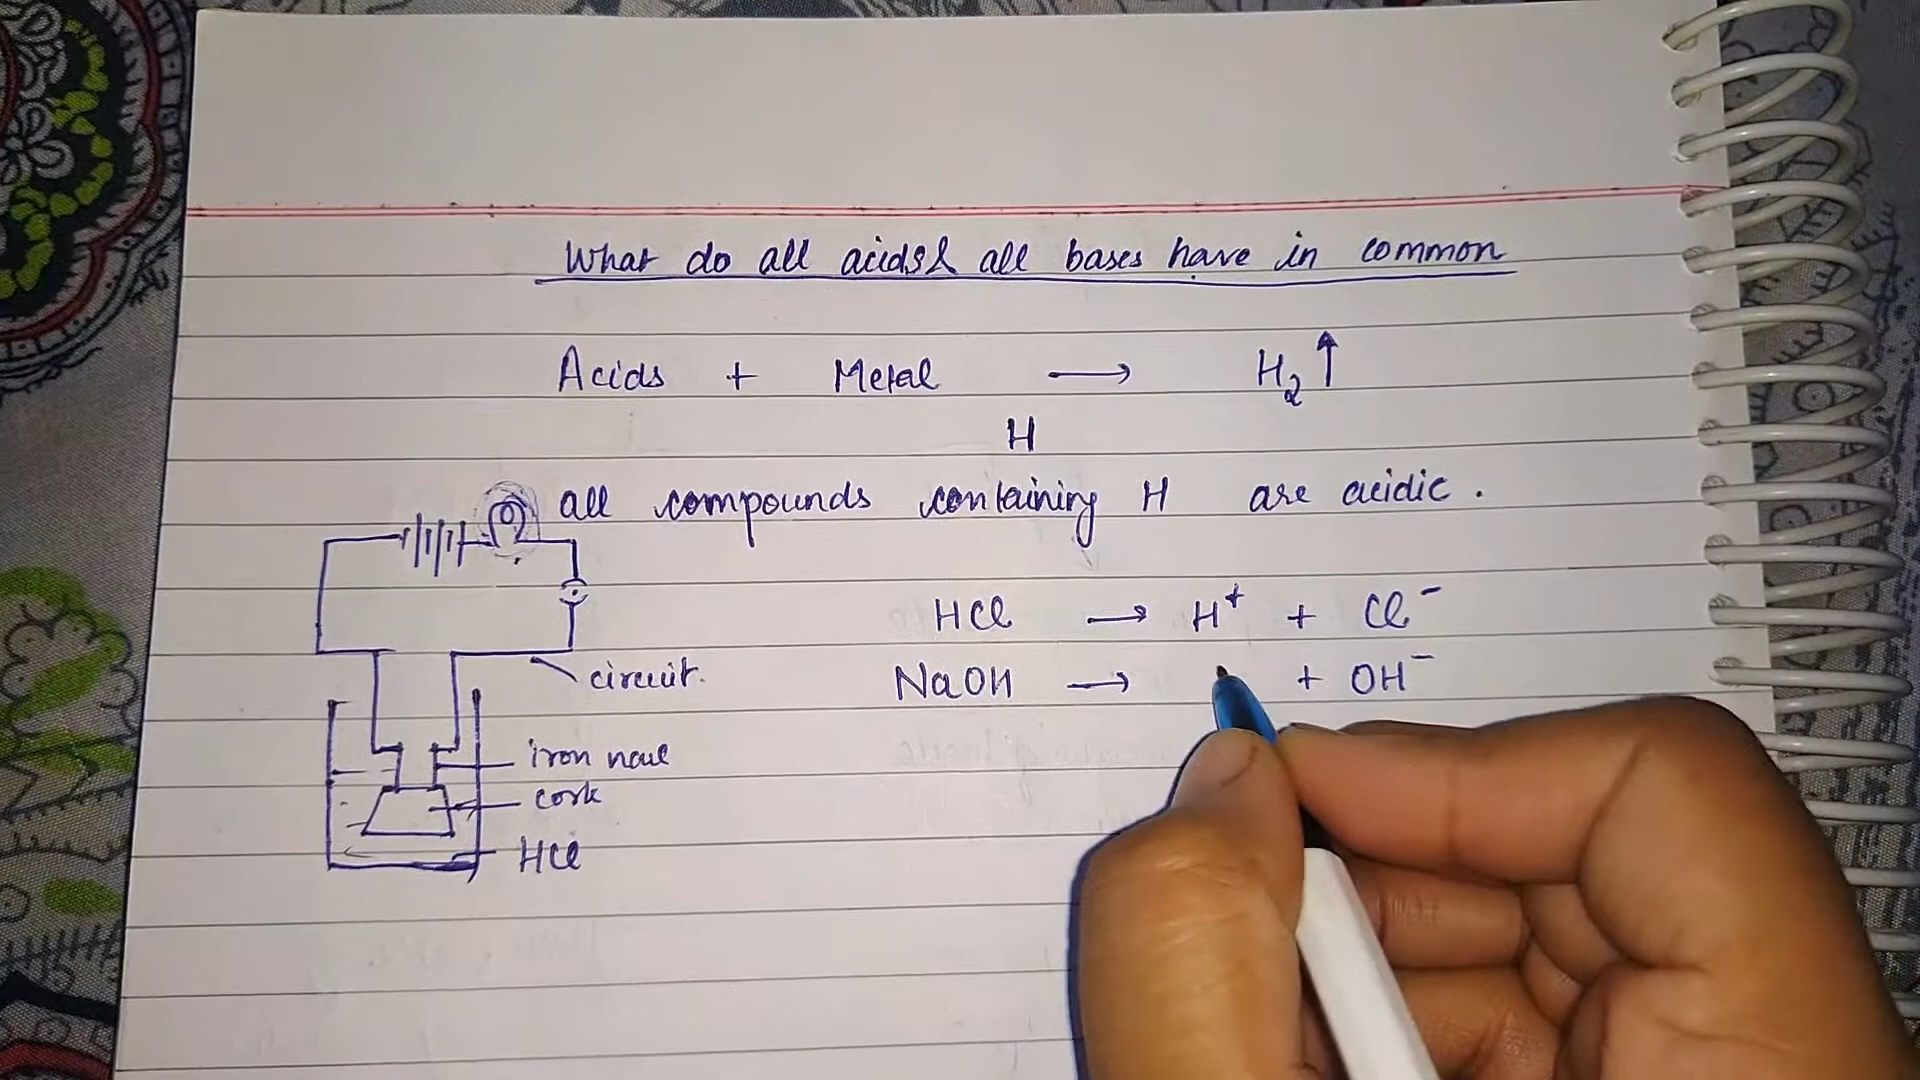 What do all acids & all bases have in common
Acids + Metal ⟶ H₂↑
H
all compounds containing H are acidic.
HCl ⟶ H⁺ + Cl⁻
NaOH ⟶ + OH⁻
circuit.
iron nail
cork
HCl